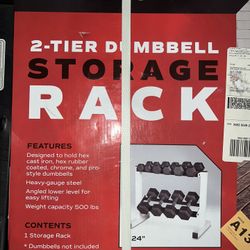 2-TIER DUMBBELL
STORAGE
RACK
FEATURES
Designed to hold hex
cast iron, hex rubber
coated, chrome, and pro-
style dumbbells
Heavy-gauge steel
Angled lower level for
easy lifting
Weight capacity 500 lbs
CONTENTS
1 Storage Rack
* Dumbbells not included
24"